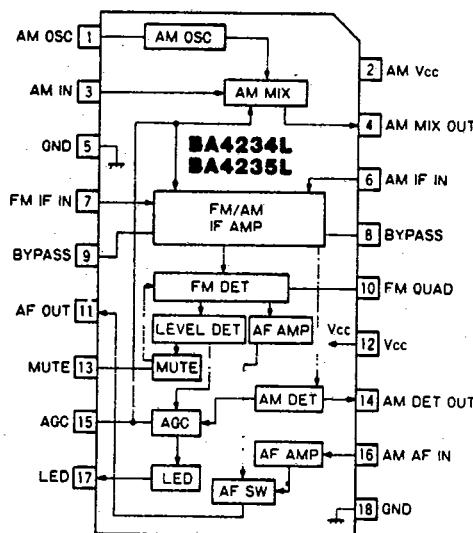 AM OSC 1 AM OSC
2 AM Vcc
AM IN 3 AM MIX
4 AM MIX OUT
GND 5 BA4234L
BA4235L
6 AM IF IN
FM IF IN 7 FM/AM
IF AMP
8 BYPASS
BYPASS 9
FM DET 10 FM QUAD
AF OUT 11 LEVEL DET AF AMP
Vcc 12 Vcc
MUTE 13 MUTE
AM DET 14 AM DET OUT
AGC 15 AGC
AF AMP 16 AM AF IN
LED 17 LED AF SW
18 GND